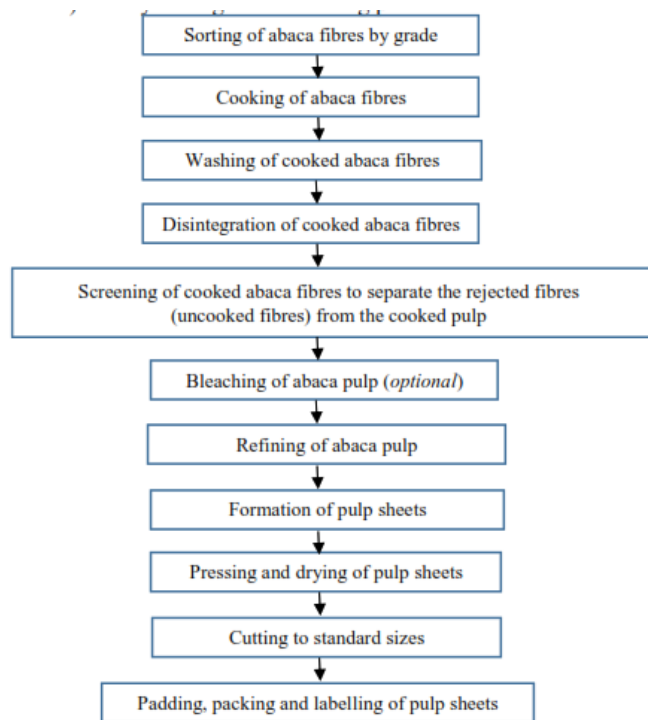 Sorting of abaca fibres by grade
Cooking of abaca fibres
Washing of cooked abaca fibres
Disintegration of cooked abaca fibres
Screening of cooked abaca fibres to separate the rejected fibres
(uncooked fibres) from the cooked pulp
Bleaching of abaca pulp (optional)
Refining of abaca pulp
Formation of pulp sheets
Pressing and drying of pulp sheets
Cutting to standard sizes
Padding, packing and labelling of pulp sheets